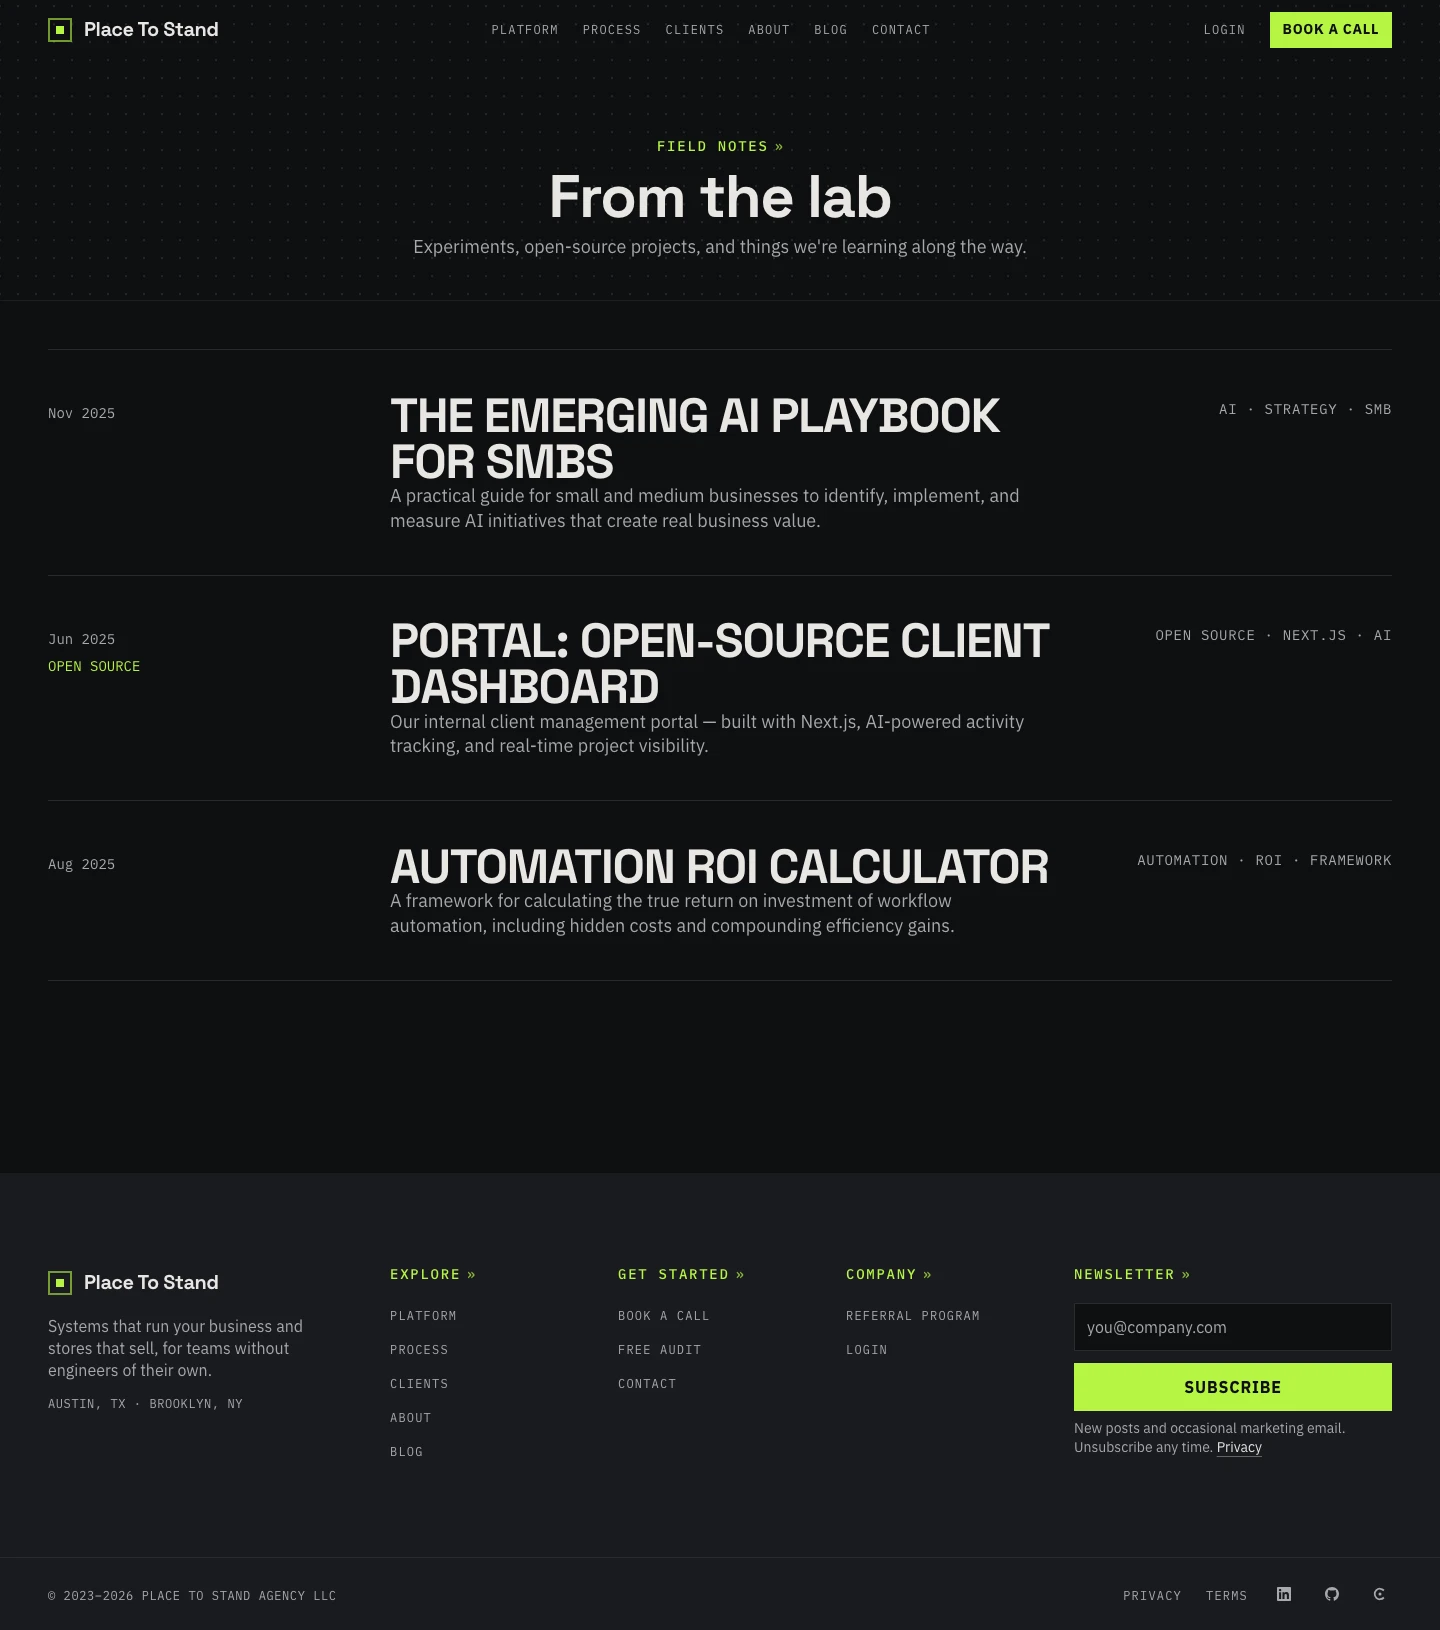 Place To Stand
PLATFORM PROCESS CLIENTS ABOUT BLOG CONTACT
LOGIN BOOK A CALL
FIELD NOTES »
From the lab
Experiments, open-source projects, and things we're learning along the way.
Nov 2025
THE EMERGING AI PLAYBOOK
FOR SMBS
A practical guide for small and medium businesses to identify, implement, and
measure AI initiatives that create real business value.
AI · STRATEGY · SMB
Jun 2025
OPEN SOURCE
PORTAL: OPEN-SOURCE CLIENT
DASHBOARD
Our internal client management portal — built with Next.js, AI-powered activity
tracking, and real-time project visibility.
OPEN SOURCE · NEXT.JS · AI
Aug 2025
AUTOMATION ROI CALCULATOR
A framework for calculating the true return on investment of workflow
automation, including hidden costs and compounding efficiency gains.
AUTOMATION · ROI · FRAMEWORK
Place To Stand
Systems that run your business and
stores that sell, for teams without
engineers of their own.
AUSTIN, TX · BROOKLYN, NY
EXPLORE »
PLATFORM
PROCESS
CLIENTS
ABOUT
BLOG
GET STARTED »
BOOK A CALL
FREE AUDIT
CONTACT
COMPANY »
REFERRAL PROGRAM
LOGIN
NEWSLETTER »
you@company.com
SUBSCRIBE
New posts and occasional marketing email.
Unsubscribe any time. Privacy
© 2023–2026 PLACE TO STAND AGENCY LLC
PRIVACY TERMS